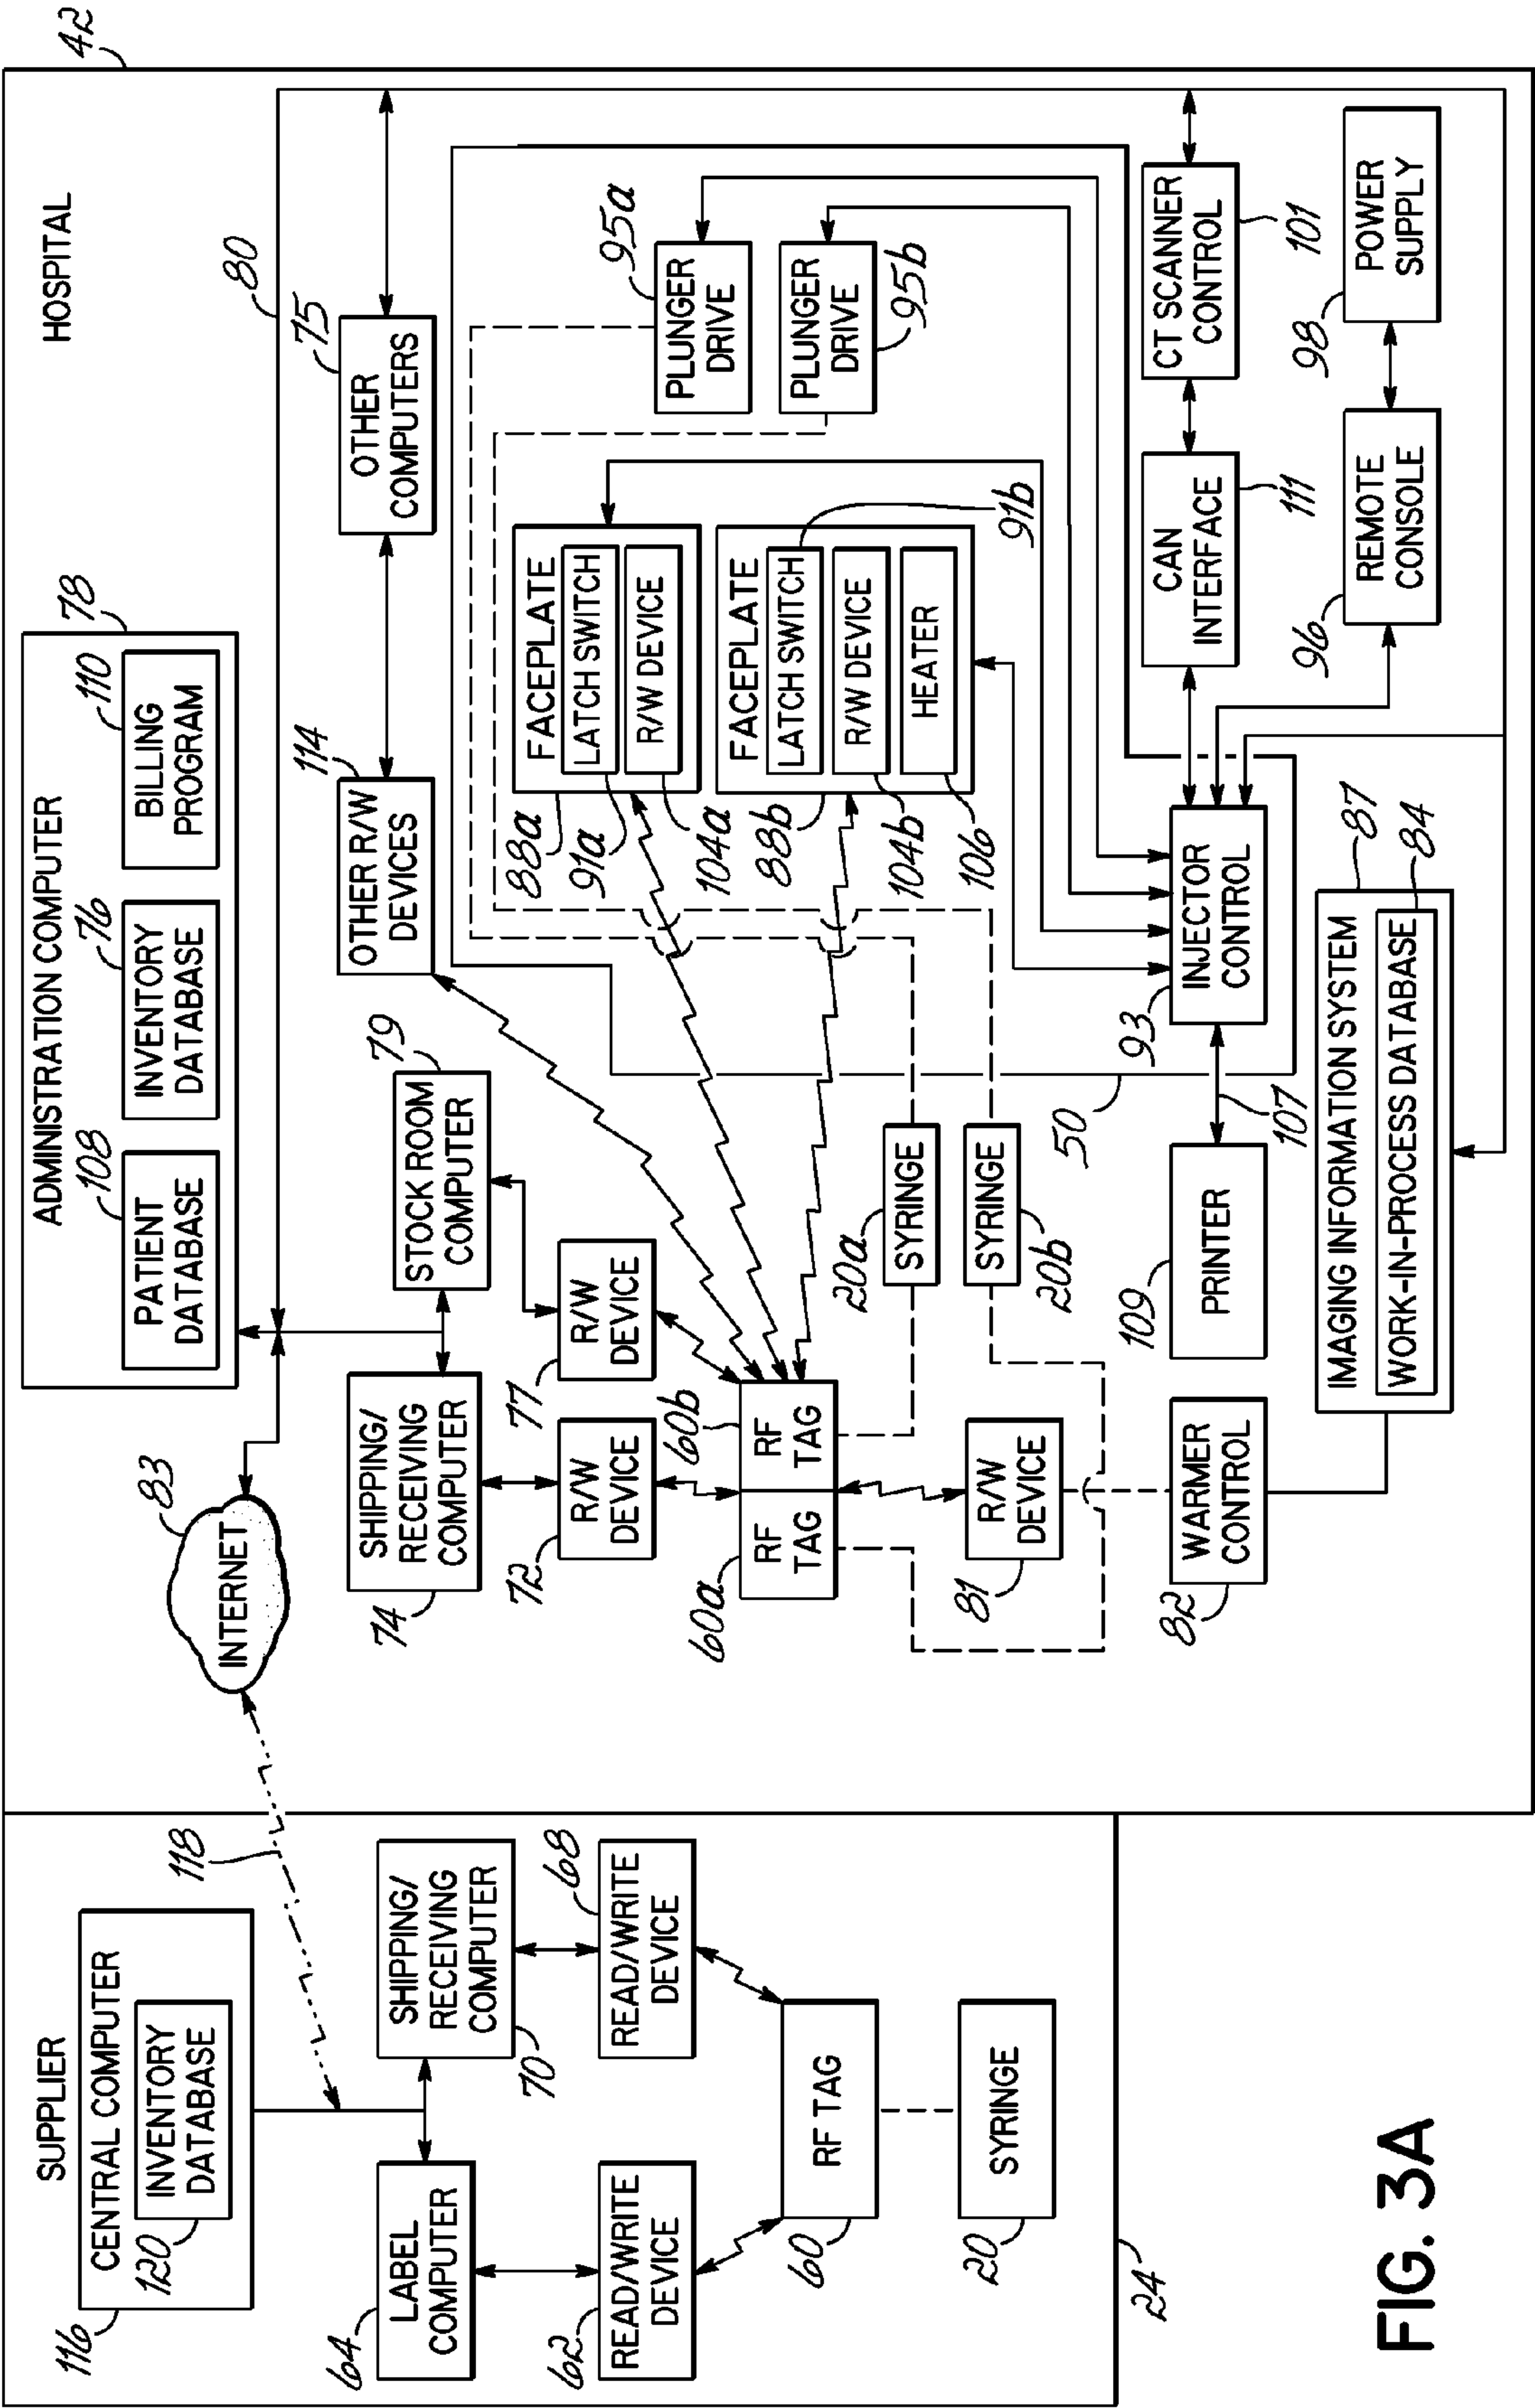 SUPPLIER
116
CENTRAL COMPUTER
120
INVENTORY
DATABASE
118
64
LABEL
COMPUTER
SHIPPING/
RECEIVING
COMPUTER
70
62
READ/WRITE
DEVICE
68
READ/WRITE
DEVICE
60
RF TAG
20
SYRINGE
24
FIG. 3A
HOSPITAL
42
83
INTERNET
ADMINISTRATION COMPUTER
78
108
PATIENT
DATABASE
76
INVENTORY
DATABASE
110
BILLING
PROGRAM
80
74
SHIPPING/
RECEIVING
COMPUTER
79
STOCK ROOM
COMPUTER
114
OTHER R/W
DEVICES
75
OTHER
COMPUTERS
72
R/W
DEVICE
77
R/W
DEVICE
60a
RF
TAG
60b
RF
TAG
81
R/W
DEVICE
82
WARMER
CONTROL
20a
SYRINGE
20b
SYRINGE
50
88a
FACEPLATE
91a
LATCH SWITCH
104a
R/W DEVICE
88b
FACEPLATE
91b
LATCH SWITCH
104b
R/W DEVICE
106
HEATER
95a
PLUNGER
DRIVE
95b
PLUNGER
DRIVE
109
PRINTER
107
93
INJECTOR
CONTROL
CAN
INTERFACE
111
CT SCANNER
CONTROL
101
96
REMOTE
CONSOLE
98
POWER
SUPPLY
87
IMAGING INFORMATION SYSTEM
84
WORK-IN-PROCESS DATABASE